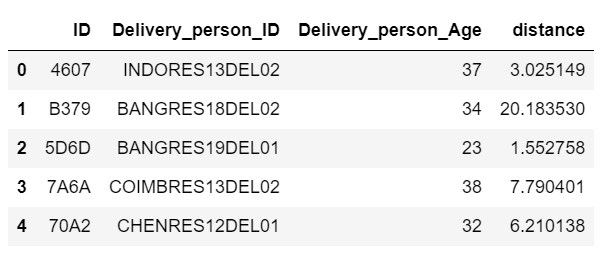 ID Delivery_person_ID Delivery_person_Age distance
0 4607 INDORES13DEL02 37 3.025149
1 B379 BANGRES18DEL02 34 20.183530
2 5D6D BANGRES19DEL01 23 1.552758
3 7A6A COIMBRES13DEL02 38 7.790401
4 70A2 CHENRES12DEL01 32 6.210138